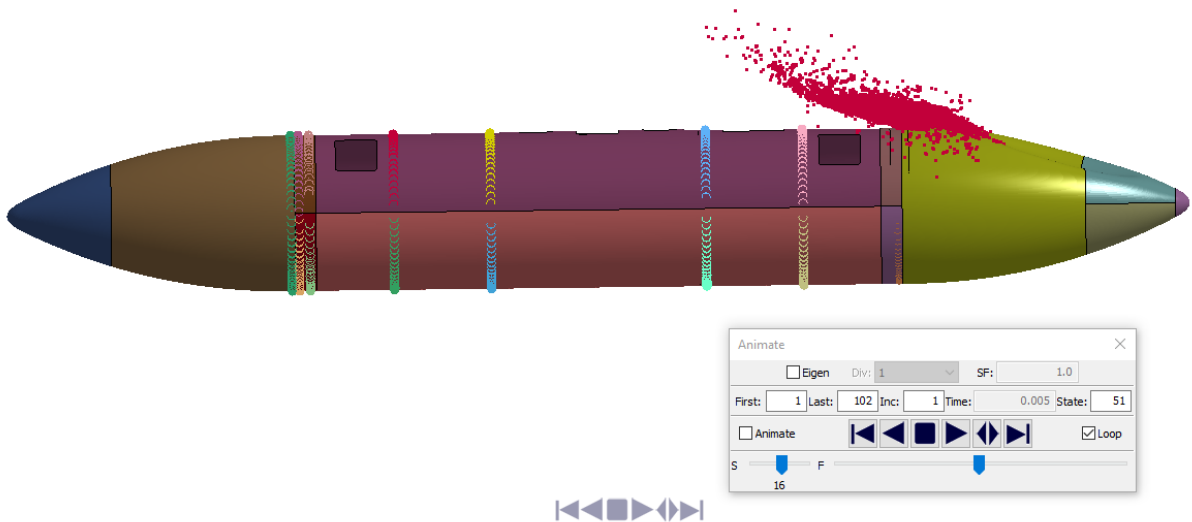 Animate
Eigen Div: 1 SF: 1.0
First: 1 Last: 102 Inc: 1 Time: 0.005 State: 51
Animate Loop
S F
16